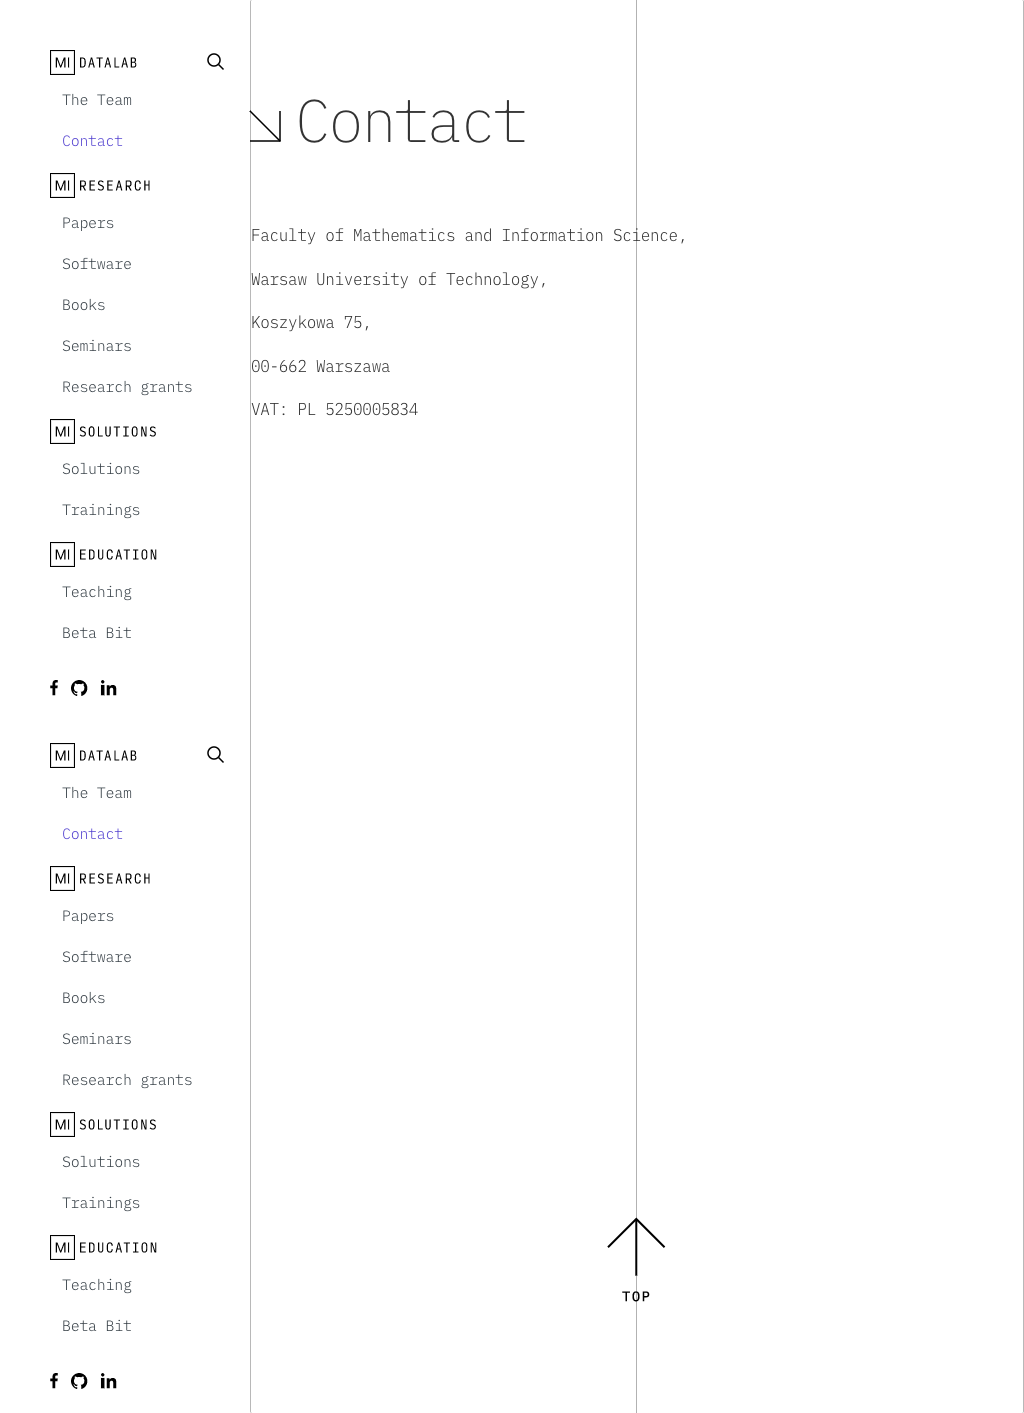 MI DATALAB
The Team
Contact
MI RESEARCH
Papers
Software
Books
Seminars
Research grants
MI SOLUTIONS
Solutions
Trainings
MI EDUCATION
Teaching
Beta Bit
Contact
Faculty of Mathematics and Information Science,
Warsaw University of Technology,
Koszykowa 75,
00-662 Warszawa
VAT: PL 5250005834
MI DATALAB
The Team
Contact
MI RESEARCH
Papers
Software
Books
Seminars
Research grants
MI SOLUTIONS
Solutions
Trainings
MI EDUCATION
Teaching
Beta Bit
TOP